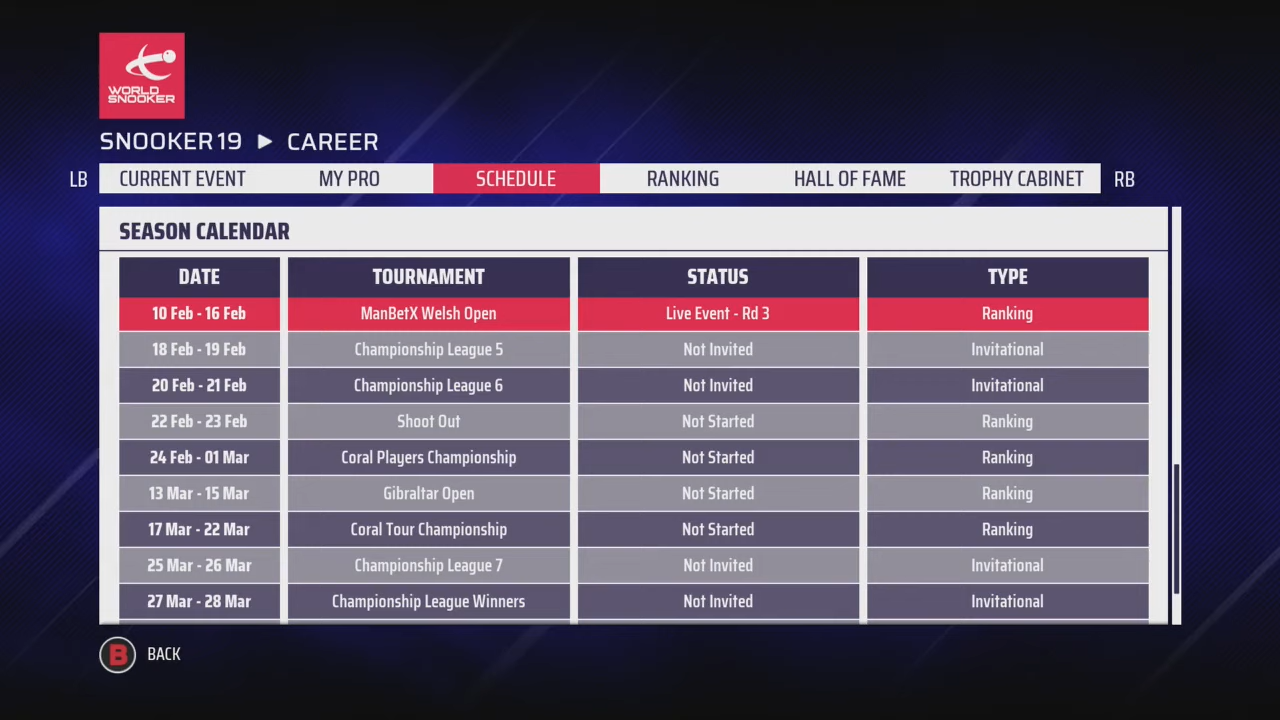 WORLD
SNOOKER
SNOOKER 19 ► CAREER
LB CURRENT EVENT MY PRO SCHEDULE RANKING HALL OF FAME TROPHY CABINET RB
SEASON CALENDAR
DATE TOURNAMENT STATUS TYPE
10 Feb - 16 Feb ManBetX Welsh Open Live Event - Rd 3 Ranking
18 Feb - 19 Feb Championship League 5 Not Invited Invitational
20 Feb - 21 Feb Championship League 6 Not Invited Invitational
22 Feb - 23 Feb Shoot Out Not Started Ranking
24 Feb - 01 Mar Coral Players Championship Not Started Ranking
13 Mar - 15 Mar Gibraltar Open Not Started Ranking
17 Mar - 22 Mar Coral Tour Championship Not Started Ranking
25 Mar - 26 Mar Championship League 7 Not Invited Invitational
27 Mar - 28 Mar Championship League Winners Not Invited Invitational
B BACK